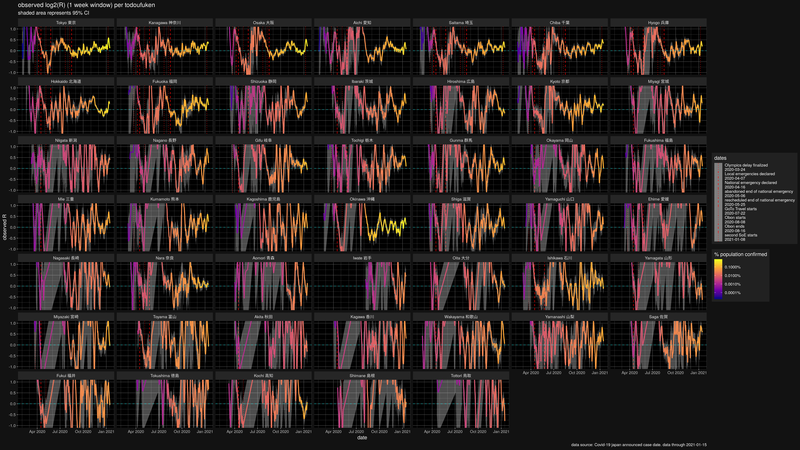 observed log2(R) (1 week window) per todoufuken
shaded area represents 95% CI
Tokyo 東京
Kanagawa 神奈川
Osaka 大阪
Aichi 愛知
Saitama 埼玉
Chiba 千葉
Hyogo 兵庫
Hokkaido 北海道
Fukuoka 福岡
Shizuoka 静岡
Ibaraki 茨城
Hiroshima 広島
Kyoto 京都
Miyagi 宮城
Niigata 新潟
Nagano 長野
Gifu 岐阜
Tochigi 栃木
Gunma 群馬
Okayama 岡山
Fukushima 福島
Mie 三重
Kumamoto 熊本
Kagoshima 鹿児島
Okinawa 沖縄
Shiga 滋賀
Yamaguchi 山口
Ehime 愛媛
Nagasaki 長崎
Nara 奈良
Aomori 青森
Iwate 岩手
Oita 大分
Ishikawa 石川
Yamagata 山形
Miyazaki 宮崎
Toyama 富山
Akita 秋田
Kagawa 香川
Wakayama 和歌山
Yamanashi 山梨
Saga 佐賀
Fukui 福井
Tokushima 徳島
Kochi 高知
Shimane 島根
Tottori 鳥取
observed R
date
Apr 2020 Jul 2020 Oct 2020 Jan 2021
dates
Olympics delay finalised
2020-03-24
Local emergencies declared
2020-04-07
National emergency declared
2020-04-16
abandoned end of national emergency
2020-05-06
rescheduled end of national emergency
2020-05-25
GoTo Travel starts
2020-07-22
Obon starts
2020-08-08
Obon ends
2020-08-16
second SoE starts
2021-01-08
% population confirmed
0.1000%
0.0100%
0.0010%
0.0001%
data source: Covid-19 japan announced case date. data through 2021-01-15